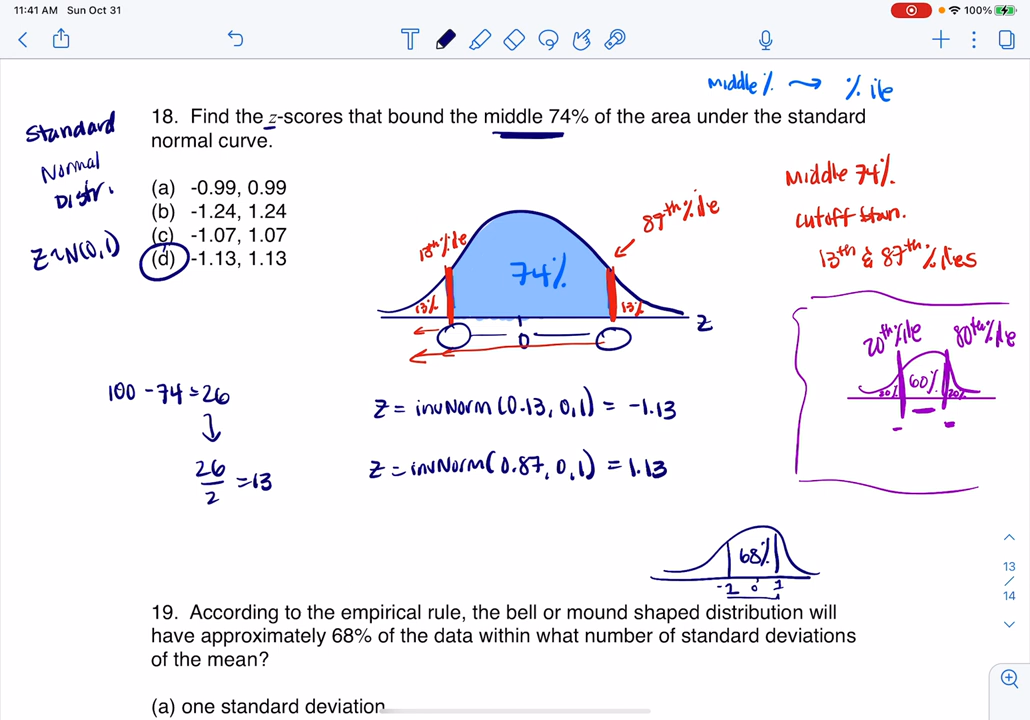 11:41 AM Sun Oct 31
100%
Middle % → % ile
18. Find the z-scores that bound the middle 74% of the area under the standard
normal curve.
(a) -0.99, 0.99
(b) -1.24, 1.24
(c) -1.07, 1.07
(d) -1.13, 1.13
Standard
Normal
Distr.
Z~N(0,1)
13th %ile
87th %ile
74%
13%
13%
0
Z
Middle 74%
cutoff
13th & 87th %iles
20th %ile
80th %ile
20%
60%
20%
100 - 74 = 26
26
2
= 13
Z = invNorm(0.13, 0, 1) = -1.13
Z = invNorm(0.87, 0, 1) = 1.13
68%
-1 0 1
13
/
14
19. According to the empirical rule, the bell or mound shaped distribution will
have approximately 68% of the data within what number of standard deviations
of the mean?
(a) one standard deviation